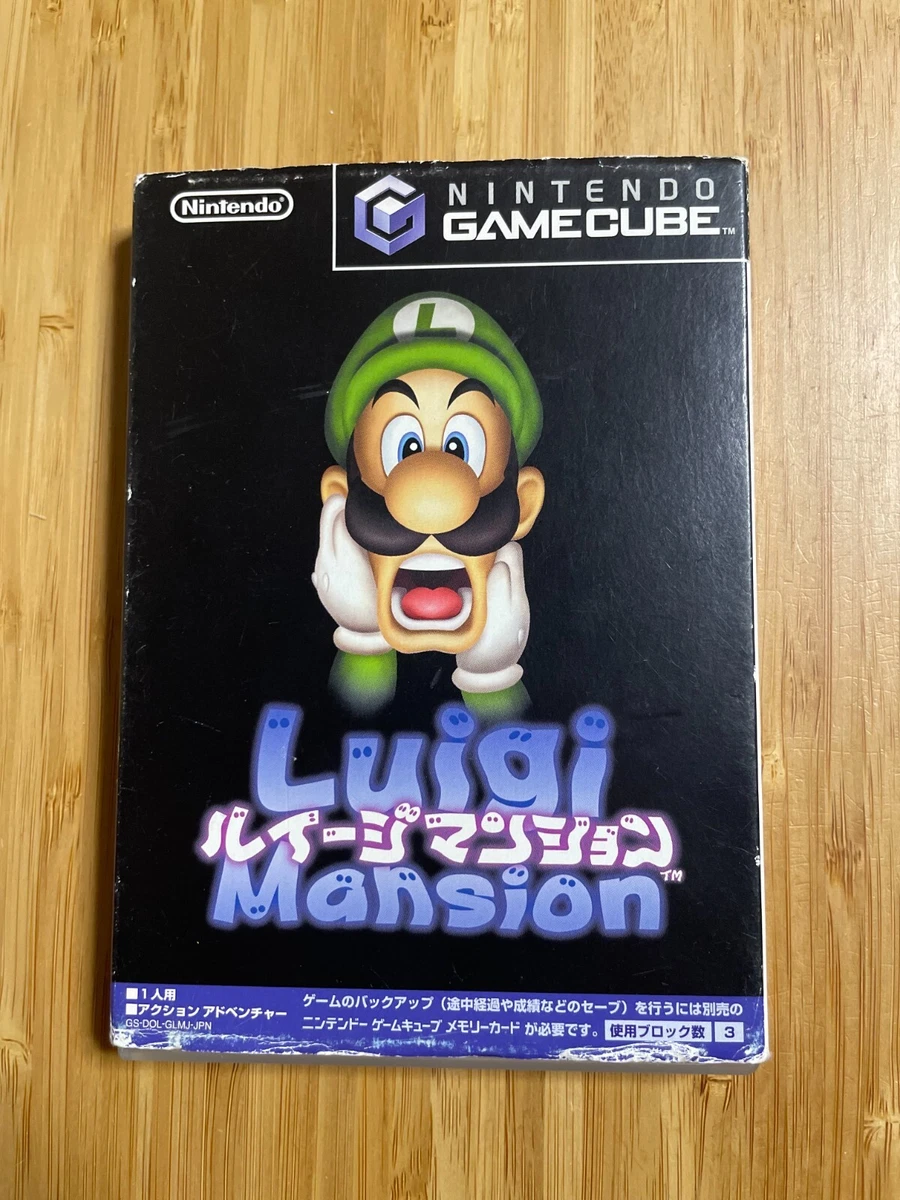 Nintendo
NINTENDO
GAMECUBE™
L
Luigi
ルイージ マンション
Mansion™
■1人用
■アクション アドベンチャー
GS-DOL-GLMJ-JPN
ゲームのバックアップ（途中経過や成績などのセーブ）を行うには別売の
ニンテンドー ゲームキューブ メモリーカード が必要です。 使用ブロック数 3